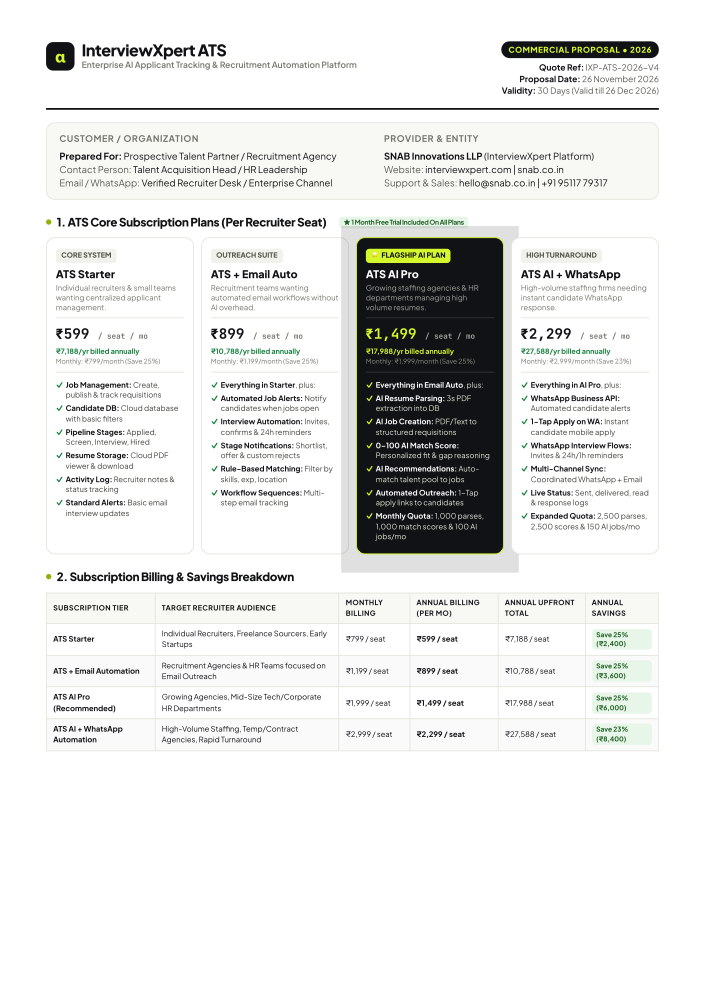 α
InterviewXpert ATS
Enterprise AI Applicant Tracking & Recruitment Automation Platform
COMMERCIAL PROPOSAL • 2026
Quote Ref: IXP-ATS-2026-V4
Proposal Date: 26 November 2026
Validity: 30 Days (Valid till 26 Dec 2026)
CUSTOMER / ORGANIZATION
Prepared For: Prospective Talent Partner / Recruitment Agency
Contact Person: Talent Acquisition Head / HR Leadership
Email / WhatsApp: Verified Recruiter Desk / Enterprise Channel
PROVIDER & ENTITY
SNAB Innovations LLP (InterviewXpert Platform)
Website: interviewxpert.com | snab.co.in
Support & Sales: hello@snab.co.in | +91 95117 79317
1. ATS Core Subscription Plans (Per Recruiter Seat)
★ 1 Month Free Trial Included On All Plans
CORE SYSTEM
ATS Starter
Individual recruiters & small teams
wanting centralized applicant
management.
₹599 / seat / mo
₹7,188/yr billed annually
Monthly: ₹799/month (Save 25%)
✓ Job Management: Create,
publish & track requisitions
✓ Candidate DB: Cloud database
with basic filters
✓ Pipeline Stages: Applied,
Screen, Interview, Hired
✓ Resume Storage: Cloud PDF
viewer & download
✓ Activity Log: Recruiter notes &
status tracking
✓ Standard Alerts: Basic email
interview updates
OUTREACH SUITE
ATS + Email Auto
Recruitment teams wanting
automated email workflows without
AI overhead.
₹899 / seat / mo
₹10,788/yr billed annually
Monthly: ₹1,199/month (Save 25%)
✓ Everything in Starter, plus:
✓ Automated Job Alerts: Notify
candidates when jobs open
✓ Interview Automation: Invites,
confirms & 24h reminders
✓ Stage Notifications: Shortlist,
offer & custom rejects
✓ Rule-Based Matching: Filter by
skills, exp, location
✓ Workflow Sequences: Multi-
step email tracking
FLAGSHIP AI PLAN
ATS AI Pro
Growing staffing agencies & HR
departments managing high
volume resumes.
₹1,499 / seat / mo
₹17,988/yr billed annually
Monthly: ₹1,999/month (Save 25%)
✓ Everything in Email Auto, plus:
✓ AI Resume Parsing: 3s PDF
extraction into DB
✓ AI Job Creation: PDF/Text to
structured requisitions
✓ 0-100 AI Match Score:
Personalized fit & gap reasoning
✓ AI Recommendations: Auto-
match talent pool to jobs
✓ Automated Outreach: 1-Tap
apply links to candidates
✓ Monthly Quota: 1,000 parses,
1,000 match scores & 100 AI
jobs/mo
HIGH TURNAROUND
ATS AI + WhatsApp
High-volume staffing firms needing
instant candidate WhatsApp
response.
₹2,299 / seat / mo
₹27,588/yr billed annually
Monthly: ₹2,999/month (Save 23%)
✓ Everything in AI Pro, plus:
✓ WhatsApp Business API:
Automated candidate alerts
✓ 1-Tap Apply on WA: Instant
candidate mobile apply
✓ WhatsApp Interview Flows:
Invites & 24h/1h reminders
✓ Multi-Channel Sync:
Coordinated WhatsApp + Email
✓ Live Status: Sent, delivered, read
& response logs
✓ Expanded Quota: 2,500 parses,
2,500 scores & 150 AI jobs/mo
2. Subscription Billing & Savings Breakdown
SUBSCRIPTION TIER TARGET RECRUITER AUDIENCE MONTHLY BILLING ANNUAL BILLING (PER MO) ANNUAL UPFRONT TOTAL ANNUAL SAVINGS
ATS Starter Individual Recruiters, Freelance Sourcers, Early Startups ₹799 / seat ₹599 / seat ₹7,188 / seat Save 25% (₹2,400)
ATS + Email Automation Recruitment Agencies & HR Teams focused on Email Outreach ₹1,199 / seat ₹899 / seat ₹10,788 / seat Save 25% (₹3,600)
ATS AI Pro (Recommended) Growing Agencies, Mid-Size Tech/Corporate HR Departments ₹1,999 / seat ₹1,499 / seat ₹17,988 / seat Save 25% (₹6,000)
ATS AI + WhatsApp Automation High-Volume Staffing, Temp/Contract Agencies, Rapid Turnaround ₹2,999 / seat ₹2,299 / seat ₹27,588 / seat Save 23% (₹8,400)